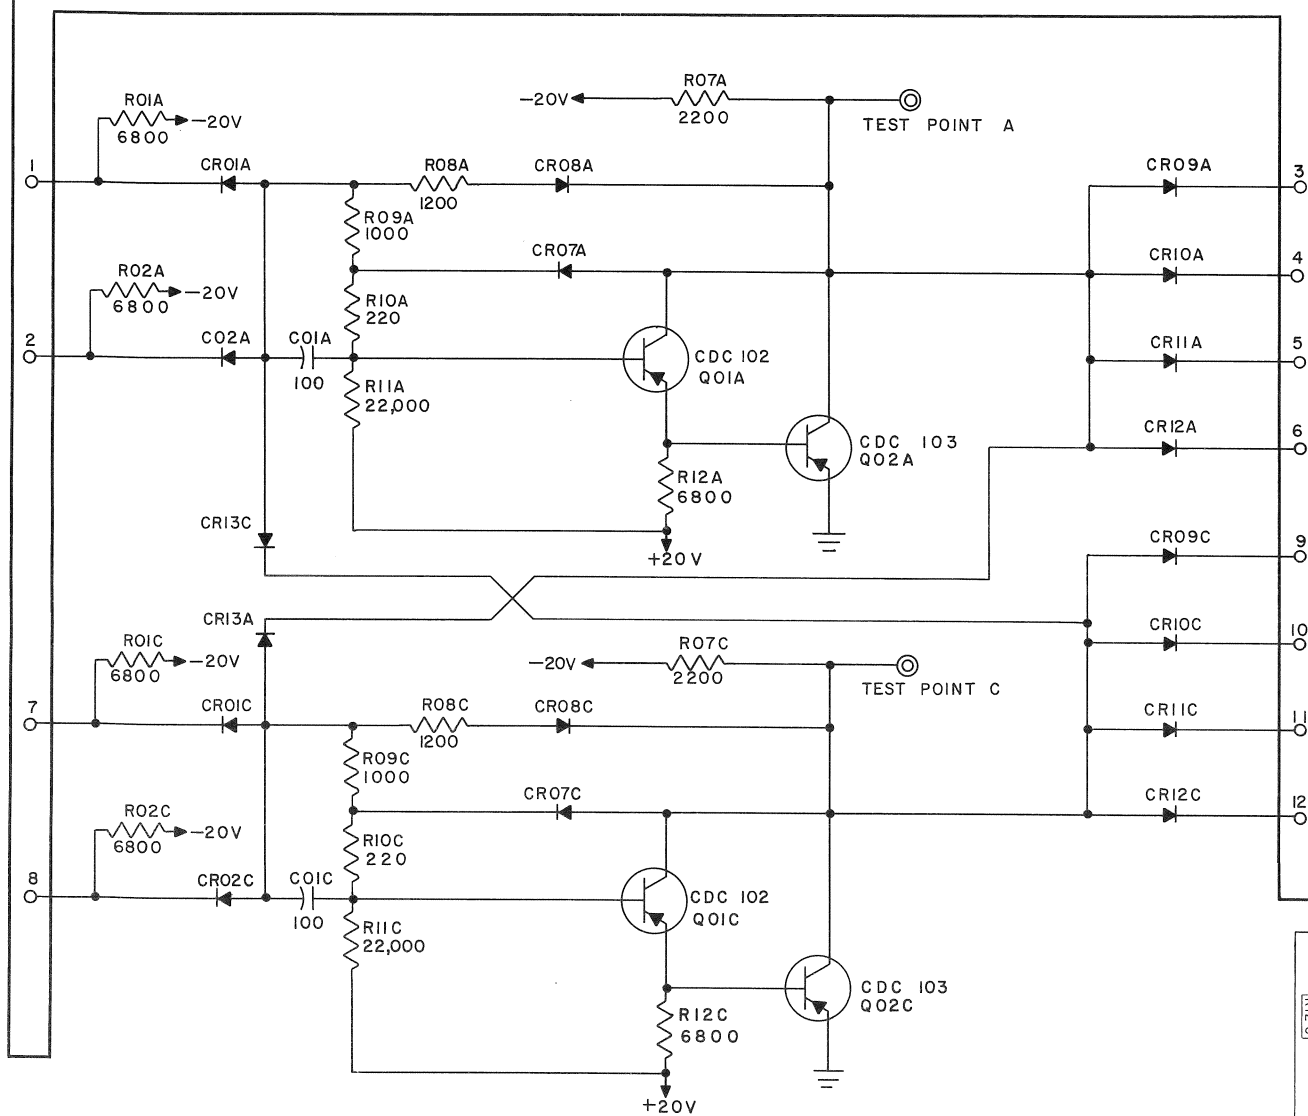 R07A
-20V
2200
TEST POINT A
R01A
-20V
6800
1
CR01A
R08A
1200
CR08A
CR09A
3
R09A
1000
CR07A
CR10A
4
R02A
-20V
6800
R10A
220
2
C02A
C01A
100
CDC 102
Q01A
CR11A
5
R11A
22,000
CR12A
6
CDC 103
Q02A
R12A
6800
+20V
CR13C
CR09C
9
CR13A
CR10C
10
R01C
-20V
6800
R07C
-20V
2200
TEST POINT C
7
CR01C
R08C
1200
CR08C
CR11C
11
R09C
1000
CR07C
CR12C
12
R02C
-20V
6800
R10C
220
8
CR02C
C01C
100
CDC 102
Q01C
R11C
22,000
CDC 103
Q02C
R12C
6800
+20V